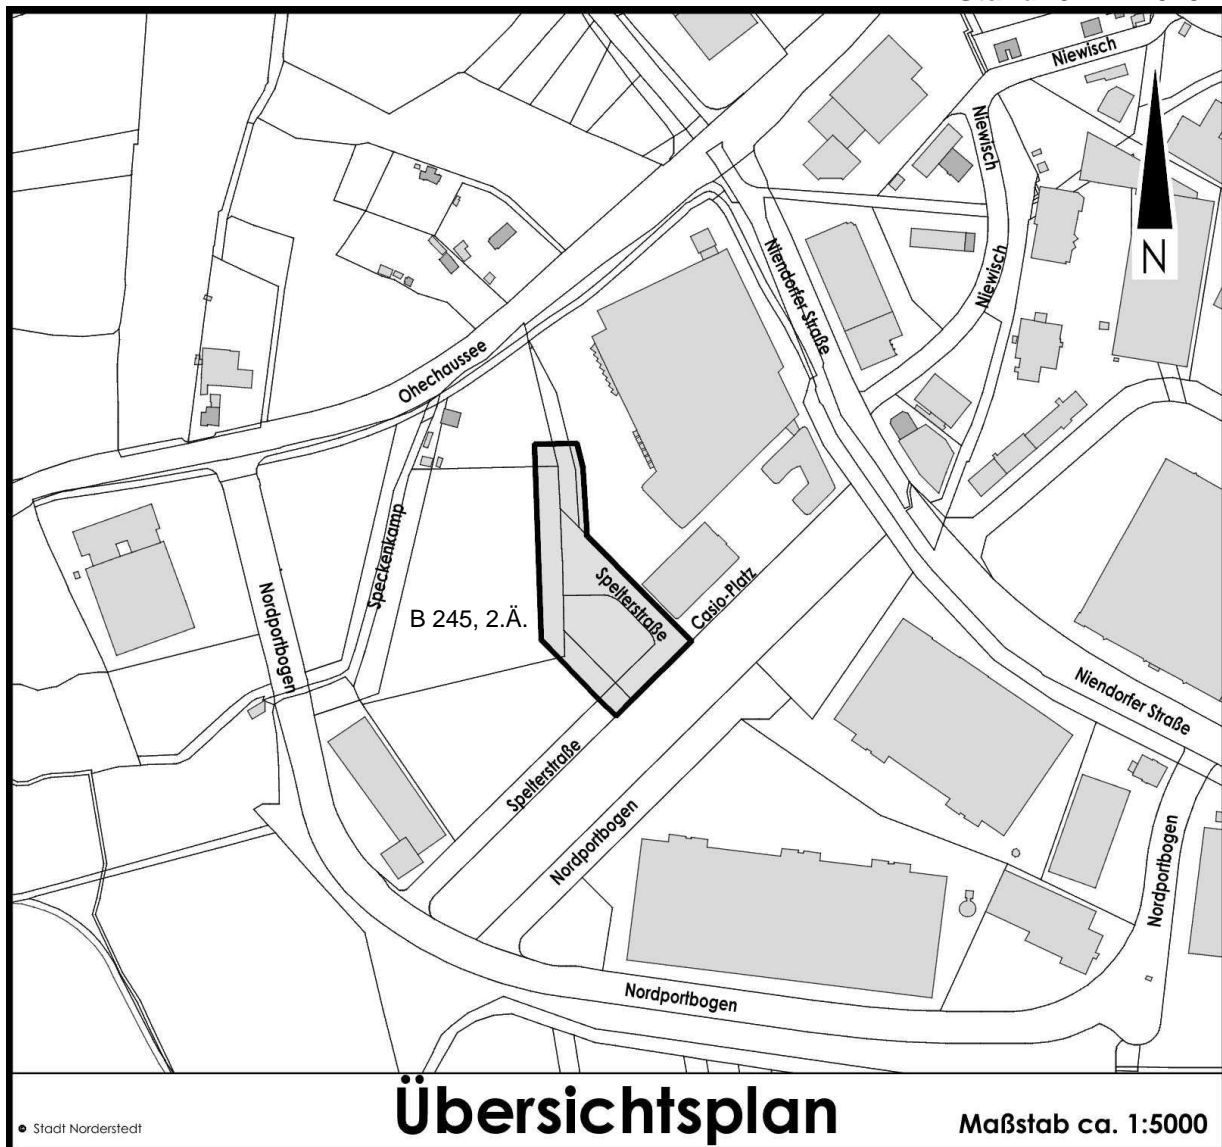 Niewisch
Niewisch
Niendorfer Straße
Niewisch
N
Ohechaussee
Speckenkamp
Nordportbogen
B 245, 2.Ä.
Spelterstraße
Casio-Platz
Niendorfer Straße
Spelterstraße
Nordportbogen
Nordportbogen
Nordportbogen
Übersichtsplan
© Stadt Norderstedt
Maßstab ca. 1:5000